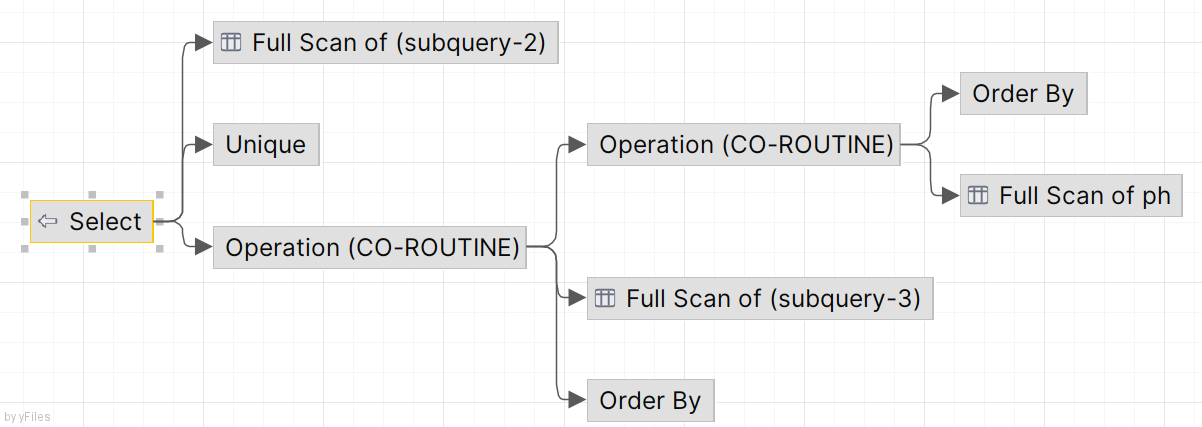 Full Scan of (subquery-2)
Order By
Unique
Operation (CO-ROUTINE)
Full Scan of ph
Select
Operation (CO-ROUTINE)
Full Scan of (subquery-3)
Order By
by yFiles